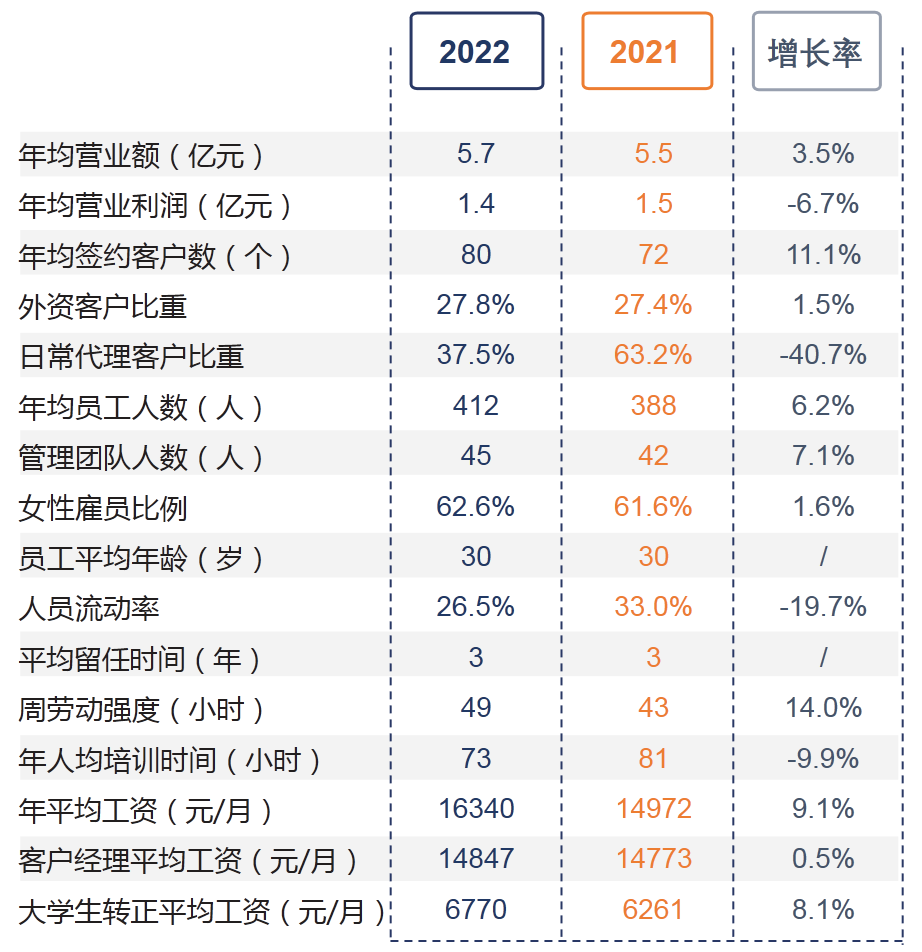 2022 2021 增长率
年均营业额（亿元） 5.7 5.5 3.5%
年均营业利润（亿元） 1.4 1.5 -6.7%
年均签约客户数（个） 80 72 11.1%
外资客户比重 27.8% 27.4% 1.5%
日常代理客户比重 37.5% 63.2% -40.7%
年均员工人数（人） 412 388 6.2%
管理团队人数（人） 45 42 7.1%
女性雇员比例 62.6% 61.6% 1.6%
员工平均年龄（岁） 30 30 /
人员流动率 26.5% 33.0% -19.7%
平均留任时间（年） 3 3 /
周劳动强度（小时） 49 43 14.0%
年人均培训时间（小时） 73 81 -9.9%
年平均工资（元/月） 16340 14972 9.1%
客户经理平均工资（元/月） 14847 14773 0.5%
大学生转正平均工资（元/月） 6770 6261 8.1%